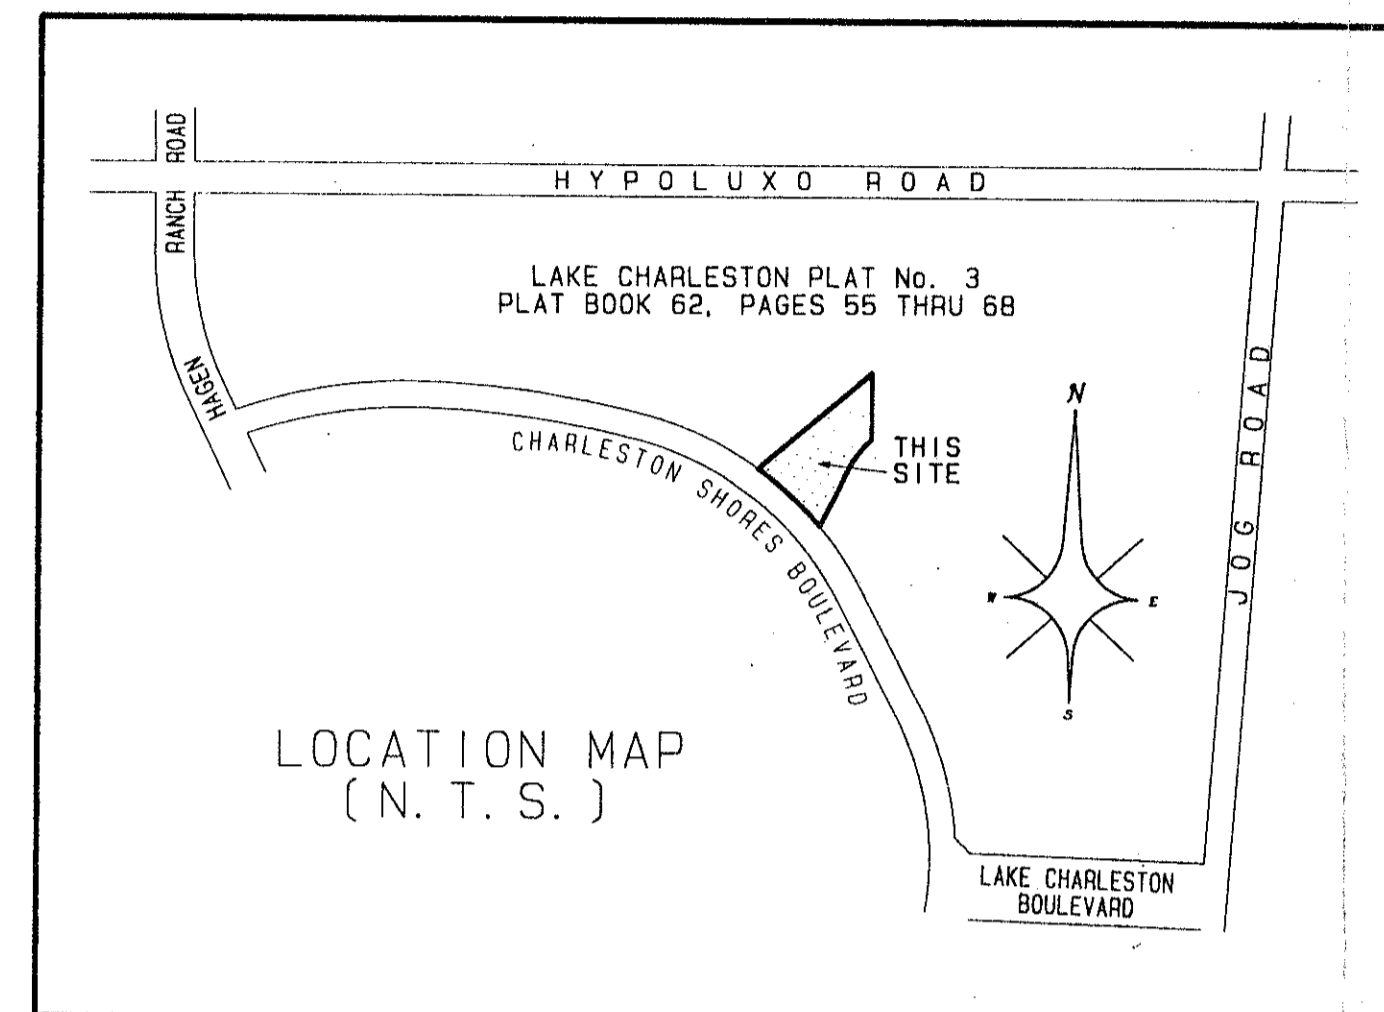 HAGEN RANCH ROAD
HYPOLUXO ROAD
LAKE CHARLESTON PLAT No. 3
PLAT BOOK 62, PAGES 55 THRU 68
CHARLESTON SHORES BOULEVARD
THIS
SITE
N
W
E
S
JOG ROAD
LOCATION MAP
(N.T.S.)
LAKE CHARLESTON
BOULEVARD